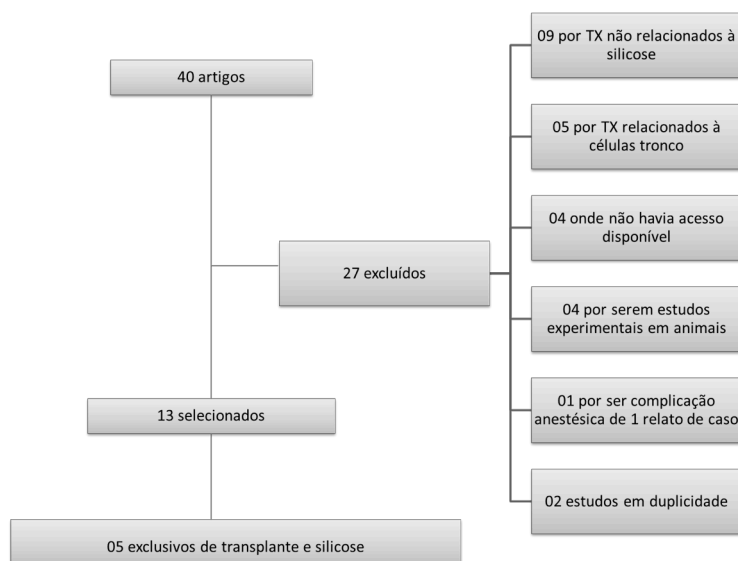 40 artigos
27 excluídos
13 selecionados
05 exclusivos de transplante e silicose
09 por TX não relacionados à
silicose
05 por TX relacionados à
células tronco
04 onde não havia acesso
disponível
04 por serem estudos
experimentais em animais
01 por ser complicação
anestésica de 1 relato de caso
02 estudos em duplicidade